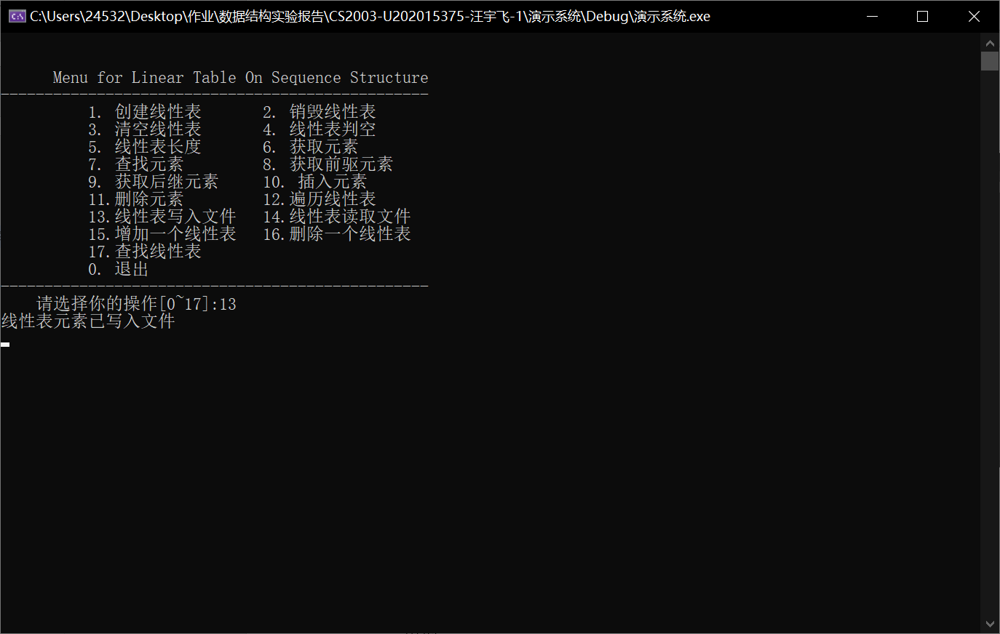 C:\Users\24532\Desktop\作业\数据结构实验报告\CS2003-U202015375-汪宇飞-1\演示系统\Debug\演示系统.exe
Menu for Linear Table On Sequence Structure
-------------------------------------------------
1. 创建线性表 2. 销毁线性表
3. 清空线性表 4. 线性表判空
5. 线性表长度 6. 获取元素
7. 查找元素 8. 获取前驱元素
9. 获取后继元素 10. 插入元素
11.删除元素 12.遍历线性表
13.线性表写入文件 14.线性表读取文件
15.增加一个线性表 16.删除一个线性表
17.查找线性表
0. 退出
-------------------------------------------------
请选择你的操作[0~17]:13
线性表元素已写入文件